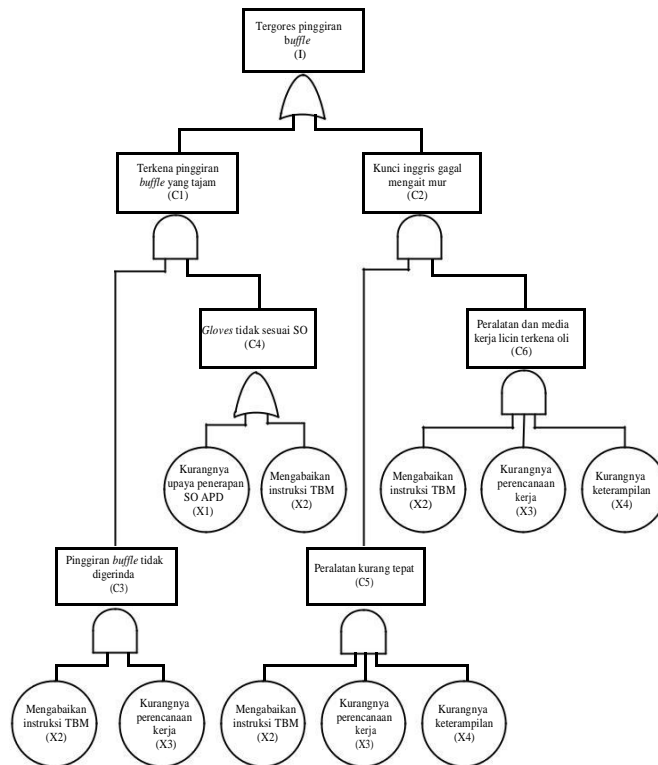 Tergores pinggiran
buffle
(I)
Terkena pinggiran
buffle yang tajam
(C1)
Kunci inggris gagal
mengait mur
(C2)
Gloves tidak sesuai SO
(C4)
Peralatan dan media
kerja licin terkena oli
(C6)
Kurangnya
upaya penerapan
SO APD
(X1)
Mengabaikan
instruksi TBM
(X2)
Mengabaikan
instruksi TBM
(X2)
Kurangnya
perencanaan
kerja
(X3)
Kurangnya
keterampilan
(X4)
Pinggiran buffle tidak
digerinda
(C3)
Peralatan kurang tepat
(C5)
Mengabaikan
instruksi TBM
(X2)
Kurangnya
perencanaan
kerja
(X3)
Mengabaikan
instruksi TBM
(X2)
Kurangnya
perencanaan
kerja
(X3)
Kurangnya
keterampilan
(X4)